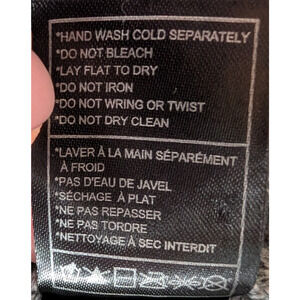 *HAND WASH COLD SEPARATELY
*DO NOT BLEACH
*LAY FLAT TO DRY
*DO NOT IRON
*DO NOT WRING OR TWIST
*DO NOT DRY CLEAN
*LAVER À LA MAIN SÉPARÉMENT
À FROID
*PAS D'EAU DE JAVEL
*SÉCHAGE À PLAT
*NE PAS REPASSER
*NE PAS TORDRE
*NETTOYAGE À SEC INTERDIT